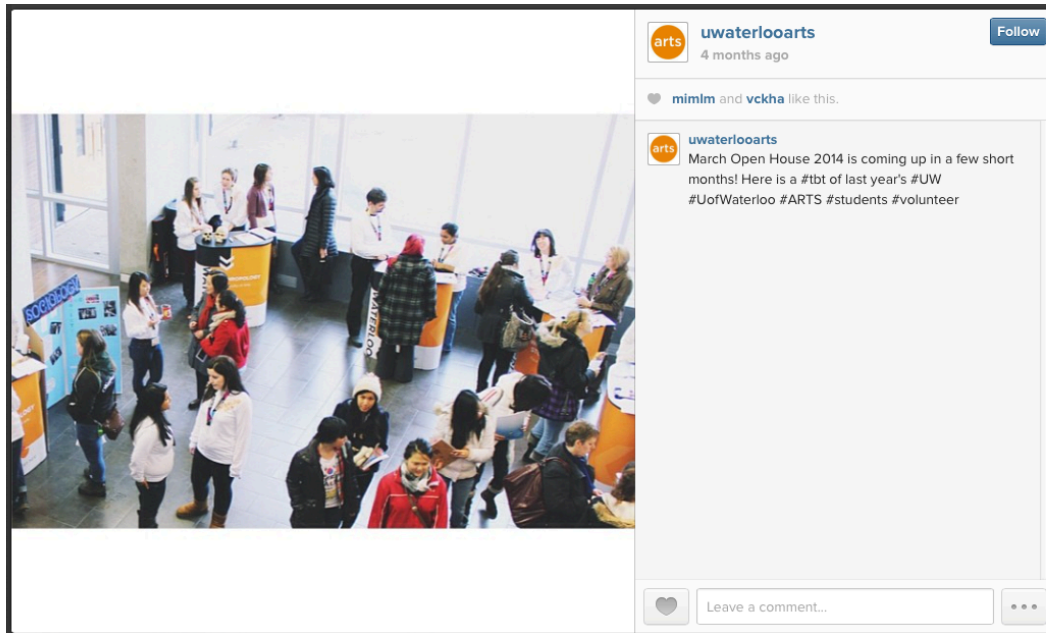 arts
uwaterlooarts
4 months ago
Follow
mimlm and vckha like this.
arts
uwaterlooarts
March Open House 2014 is coming up in a few short
months! Here is a #tbt of last year's #UW
#UofWaterloo #ARTS #students #volunteer
SOCIOLOGY
WATERLOO
Leave a comment...